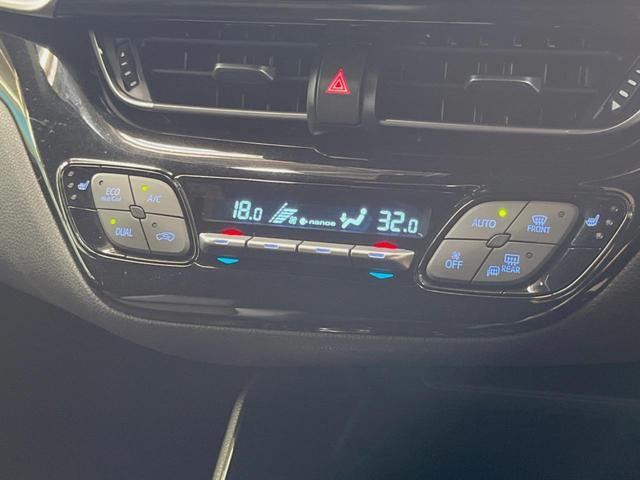 ECO
A/C
DUAL
18.0 nanoe 32.0
AUTO
FRONT
OFF
REAR